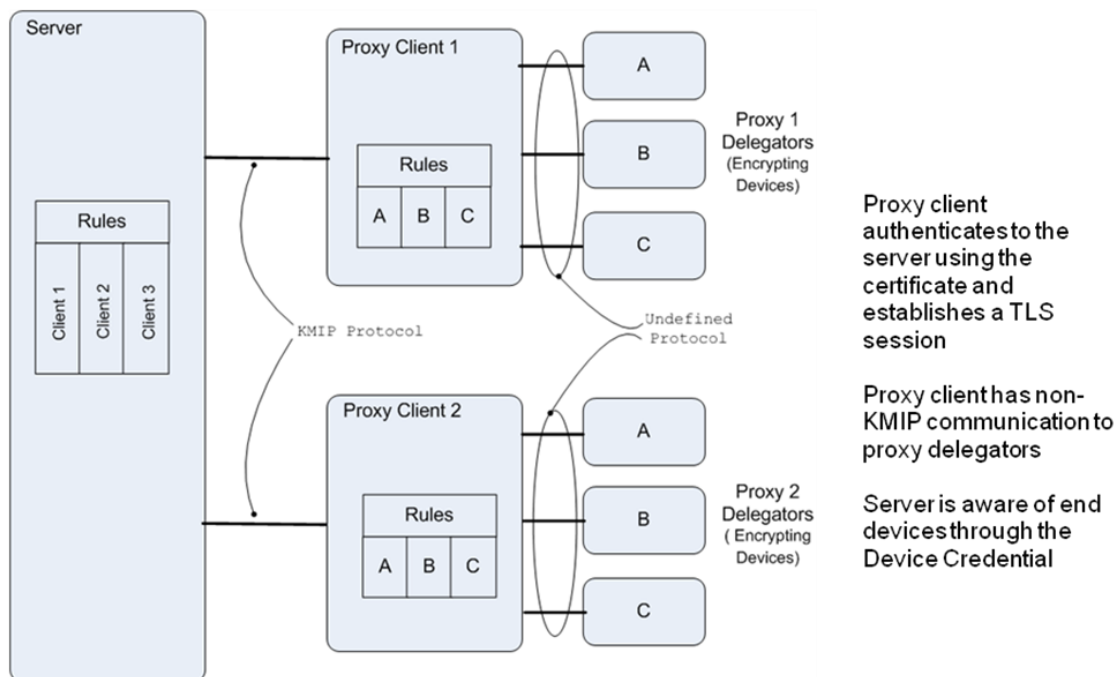 Server
Rules
Client 1
Client 2
Client 3
KMIP Protocol
Proxy Client 1
Rules
A B C
A
B
C
Proxy 1
Delegators
(Encrypting
Devices)
Undefined
Protocol
Proxy Client 2
Rules
A B C
A
B
C
Proxy 2
Delegators
( Encrypting
Devices)
Proxy client
authenticates to the
server using the
certificate and
establishes a TLS
session
Proxy client has non-
KMIP communication to
proxy delegators
Server is aware of end
devices through the
Device Credential